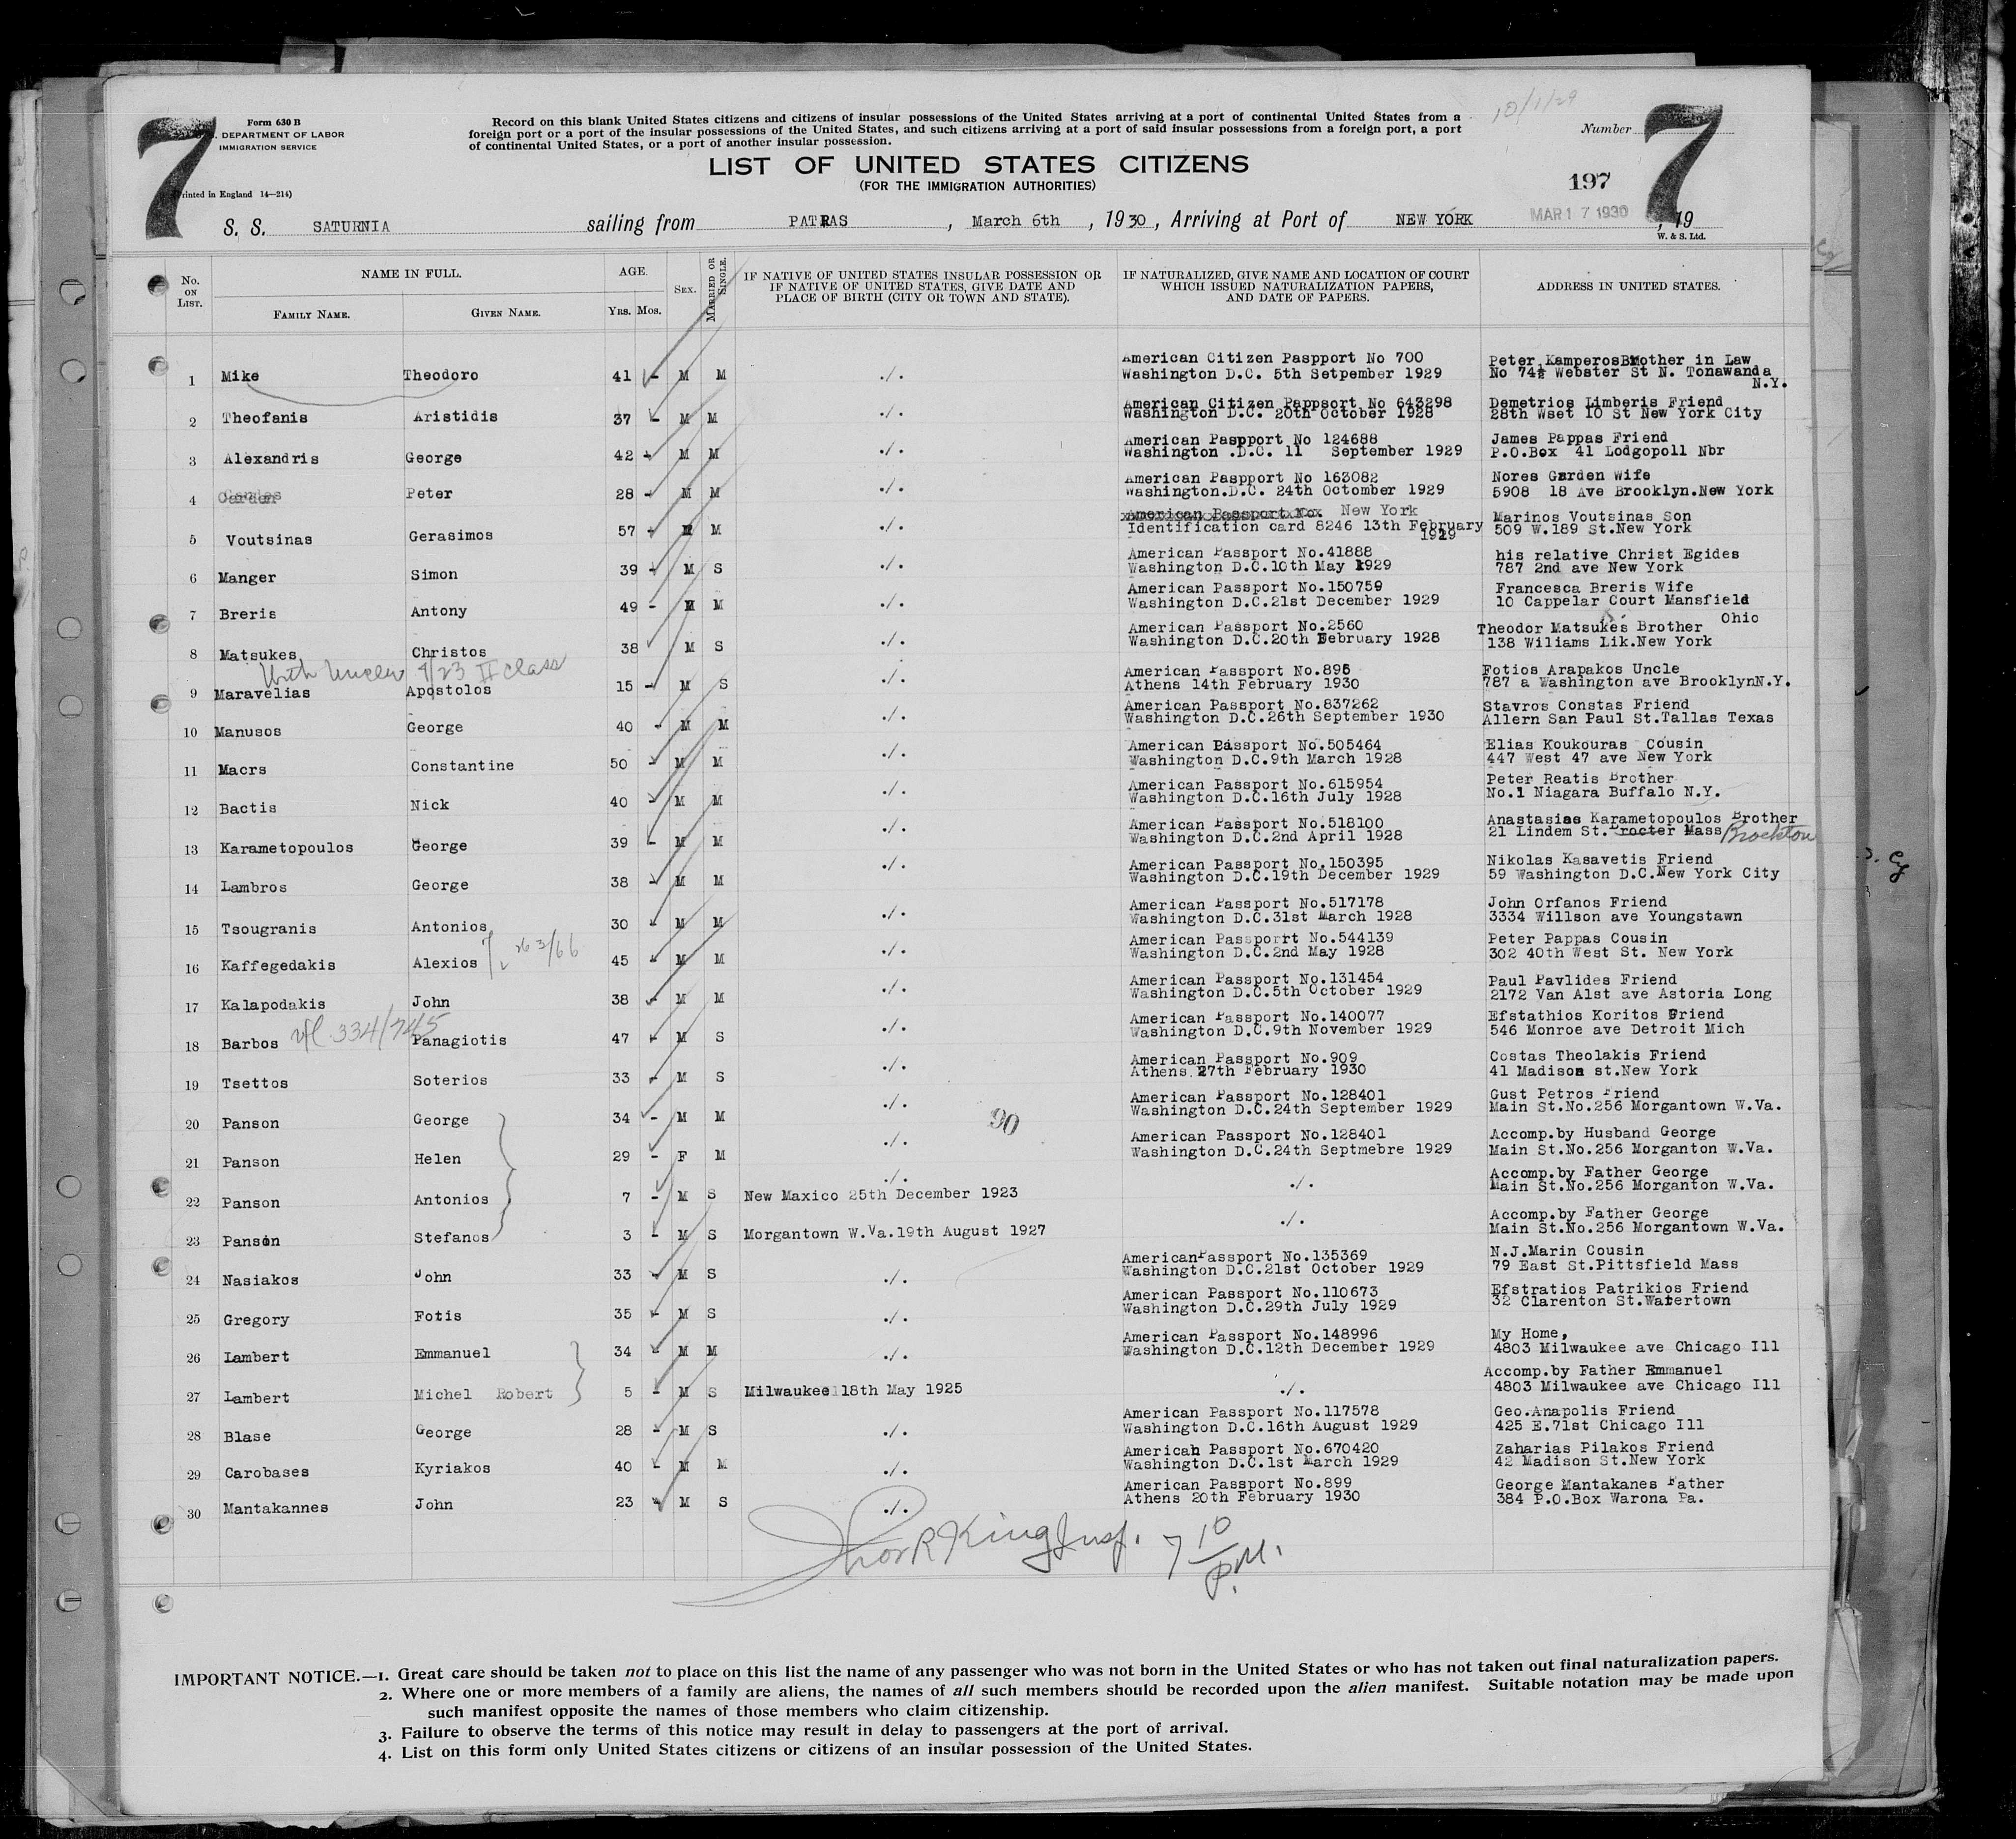 7
Form 630 B
DEPARTMENT OF LABOR
IMMIGRATION SERVICE
Printed in England 14—214)
Record on this blank United States citizens and citizens of insular possessions of the United States arriving at a port of continental United States from a
foreign port or a port of the insular possessions of the United States, and such citizens arriving at a port of said insular possessions from a foreign port, a port
of continental United States, or a port of another insular possession.
10/1/29
Number
7
LIST OF UNITED STATES CITIZENS
(FOR THE IMMIGRATION AUTHORITIES)
197
S. S. SATURNIA sailing from PATRAS, March 6th, 1930, Arriving at Port of NEW YORK MAR 17 1930, 19
W. & S. Ltd.
No. ON LIST.
NAME IN FULL.
FAMILY NAME. GIVEN NAME.
AGE. YRS. MOS.
SEX.
MARRIED OR SINGLE.
IF NATIVE OF UNITED STATES INSULAR POSSESSION OR
IF NATIVE OF UNITED STATES, GIVE DATE AND
PLACE OF BIRTH (CITY OR TOWN AND STATE).
IF NATURALIZED, GIVE NAME AND LOCATION OF COURT
WHICH ISSUED NATURALIZATION PAPERS,
AND DATE OF PAPERS.
ADDRESS IN UNITED STATES.
1 Mike Theodoro 41 - M M ./. American Citizen Paspport No 700 Peter KamperosBrother in Law
Washington D.C. 5th Setpember 1929 No 74½ Webster St N. Tonawanda
N.Y.
2 Theofanis Aristidis 37 - M M ./. American Citizen Pappsort No 643298 Demetrios Limberis Friend
Washington D.C. 20th October 1928 28th Wset 10 St New York City
3 Alexandris George 42 - M M ./. American Paspport No 124688 James Pappas Friend
Washington .D.C. 11 September 1929 P.O.Box 41 Lodgopoll Nbr
4 Garden Peter 28 - M M ./. American Paspport No 163082 Nores Garden Wife
Washington.D.C. 24th Octomber 1929 5908 18 Ave Brooklyn.New York
5 Voutsinas Gerasimos 57 - M M ./. American Passport No. New York Marinos Voutsinas Son
Identification card 8246 13th February 509 W.189 St.New York
1929
6 Manger Simon 39 - M S ./. American Passport No.41888 his relative Christ Egides
Washington D.C.10th May 1929 787 2nd ave New York
7 Breris Antony 49 - M M ./. American Passport No.150759 Francesca Breris Wife
Washington D.C.21st December 1929 10 Cappelar Court Mansfield
Ohio
8 Matsukes Christos 38 M S ./. American Passport No.2560 Theodor Matsukes Brother
Washington D.C.20th February 1928 138 Wiliams Lik.New York
With Uncle 4/23 II class
9 Maravelias Apostolos 15 - M S ./. American Passport No.895 Fotios Arapakos Uncle
Athens 14th February 1930 787 a Washington ave BrooklynN.Y.
10 Manusos George 40 - M M ./. American Passport No.837262 Stavros Constas Friend
Washington D.C.26th September 1930 Allern San Paul St.Tallas Texas
11 Macrs Constantine 50 - M M ./. American Passport No.505464 Elias Koukouras Cousin
Washington D.C.9th March 1928 447 West 47 ave New York
12 Bactis Nick 40 - M M ./. American Passport No.615954 Peter Reatis Brother
Washington D.C.16th July 1928 No.1 Niagara Buffalo N.Y.
13 Karametopoulos George 39 - M M ./. American Passport No.518100 Anastasias Karametopoulos Brother
Washington D.C.2nd April 1928 21 Lindem St.Procter Mass Brockton
14 Lambros George 38 - M M ./. American Passport No.150395 Nikolas Kasavetis Friend
Washington D.C.19th December 1929 59 Washington D.C.New York City
15 Tsougranis Antonios 30 - M M ./. American Passport No.517178 John Orfanos Friend
Washington D.C.31st March 1928 3334 Willson ave Youngstawn
263/66
16 Kaffegedakis Alexios 45 - M M ./. American Passporrt No.544139 Peter Pappas Cousin
Washington D.C.2nd May 1928 302 40th West St. New York
17 Kalapodakis John 38 - M M ./. American Passport No.131454 Paul Pavlides Friend
Washington D.C.5th October 1929 2172 Van Alst ave Astoria Long
334/745
18 Barbos Panagiotis 47 - M S ./. American Passport No.140077 Efstathios Koritos Friend
Washington D.C.9th November 1929 546 Monroe ave Detroit Mich
19 Tsettos Soterios 33 - M S ./. American Passport No.909 Costas Theolakis Friend
Athens 27th February 1930 41 Madison st.New York
20 Panson George 34 - M M ./. American Passport No.128401 Gust Petros Friend
Washington D.C.24th September 1929 Main St.No.256 Morgantown W.Va.
90
21 Panson Helen 29 - F M ./. American Passport No.128401 Accomp.by Husband George
Washington D.C.24th Septmebre 1929 Main St.No.256 Morganton W.Va.
22 Panson Antonios 7 - M S ./. New Maxico 25th December 1923 ./. Accomp.by Father George
Main St.No.256 Morganton W.Va.
23 Panson Stefanos 3 - M S Morgantown W.Va.19th August 1927 ./. Accomp.by Father George
Main St.No.256 Morgantown W.Va.
24 Nasiakos John 33 - M S ./. AmericanPassport No.135369 N.J.Marin Cousin
Washington D.C.21st October 1929 79 East St.Pittsfield Mass
25 Gregory Fotis 35 - M S ./. American Passport No.110673 Efstratios Patrikios Friend
Washington D.C.29th July 1929 32 Clarenton St.Watertown
26 Lambert Emmanuel 34 - M M ./. American Passport No.148996 My Home,
Washington D.C.12th December 1929 4803 Milwaukee ave Chicago Ill
27 Lambert Michel Robert 5 - M S Milwaukee 18th May 1925 ./. Accomp.by Father Emmanuel
4803 Milwaukee ave Chicago Ill
28 Blase George 28 - M S ./. American Passport No.117578 Geo.Anapolis Friend
Washington D.C.16th August 1929 425 E.71st Chicago Ill
29 Carobases Kyriakos 40 - M M ./. American Passport No.670420 Zaharias Pilakos Friend
Washington D.C.1st March 1929 42 Madison St.New York
30 Mantakannes John 23 - M S ./. American Passport No.899 George Mantakanes Father
Athens 20th February 1930 384 P.O.Box Warona Pa.
Thos R King Insp. 7 10 P.M.
IMPORTANT NOTICE.—1. Great care should be taken not to place on this list the name of any passenger who was not born in the United States or who has not taken out final naturalization papers.
2. Where one or more members of a family are aliens, the names of all such members should be recorded upon the alien manifest. Suitable notation may be made upon
such manifest opposite the names of those members who claim citizenship.
3. Failure to observe the terms of this notice may result in delay to passengers at the port of arrival.
4. List on this form only United States citizens or citizens of an insular possession of the United States.